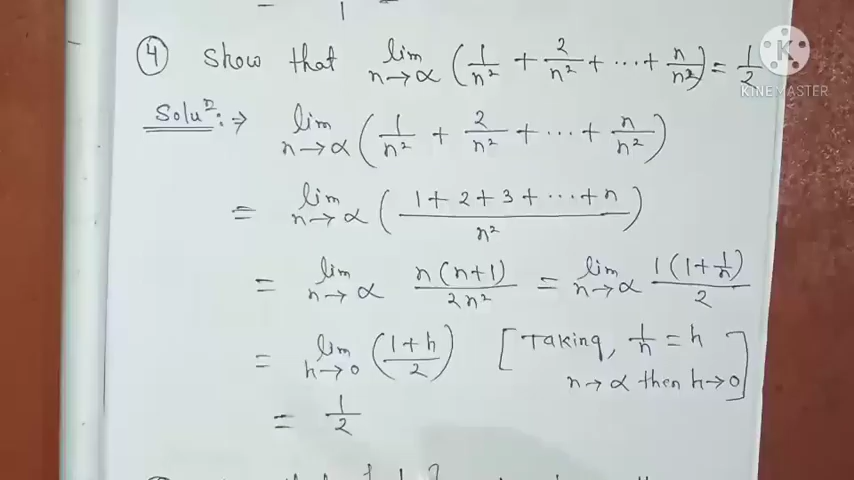 1
④ Show that lim n→α (1/n² + 2/n² + ... + n/n²) = 1/2
K
KINEMASTER
Soluⁿ :⇒ lim n→α (1/n² + 2/n² + ... + n/n²)
= lim n→α ((1+2+3+...+n)/n²)
= lim n→α n(n+1)/2n² = lim n→α 1(1+1/n)/2
= lim h→0 ((1+h)/2) [Taking, 1/n = h
n→α then h→0]
= 1/2